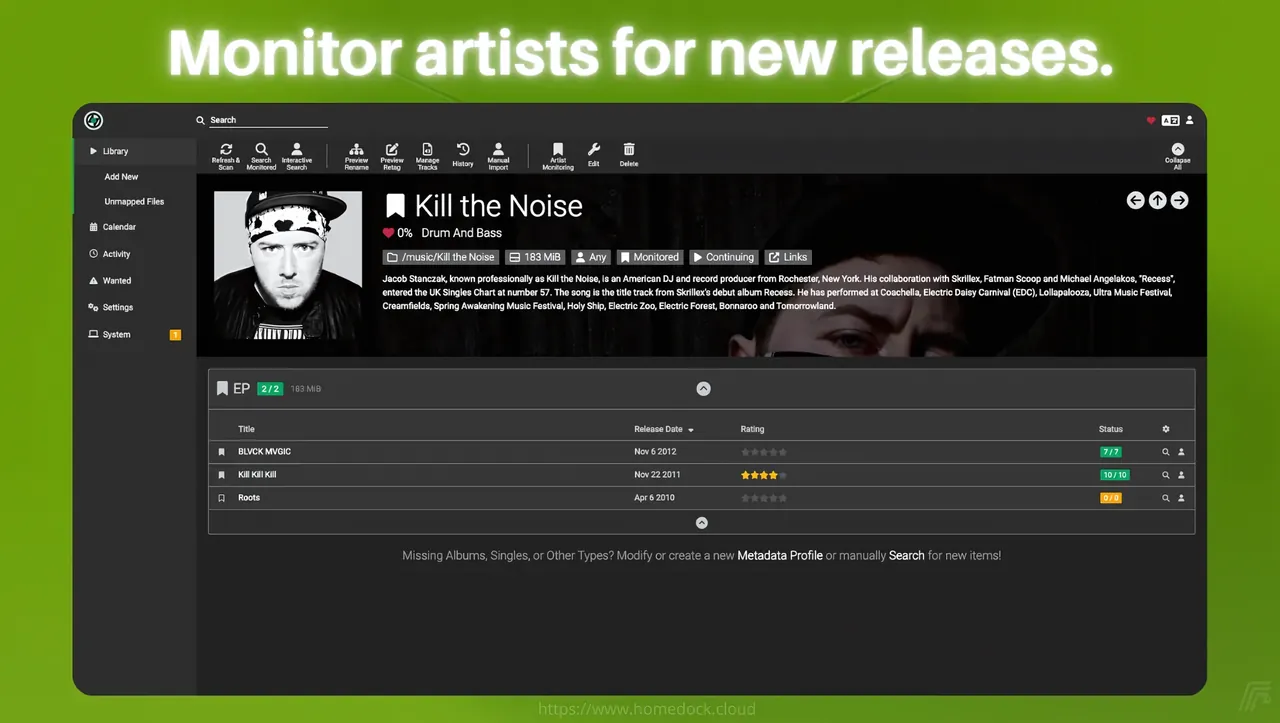 Monitor artists for new releases.
Search
Library
Add New
Unmapped Files
Calendar
Activity
Wanted
Settings
System
1
Refresh &
Scan
Search
Monitored
Interactive
Search
Preview
Rename
Preview
Retag
Manage
Tracks
History
Manual
Import
Artist
Monitoring
Edit
Delete
Collapse
All
Kill the Noise
0% Drum And Bass
/music/Kill the Noise 183 MiB Any Monitored Continuing Links
Jacob Stanczak, known professionally as Kill the Noise, is an American DJ and record producer from Rochester, New York. His collaboration with Skrillex, Fatman Scoop and Michael Angelakos, "Recess",
entered the UK Singles Chart at number 57. The song is the title track from Skrillex's debut album Recess. He has performed at Coachella, Electric Daisy Carnival (EDC), Lollapalooza, Ultra Music Festival,
Creamfields, Spring Awakening Music Festival, Holy Ship, Electric Zoo, Electric Forest, Bonnaroo and Tomorrowland.
EP 2 / 2 183 MiB
Title Release Date Rating Status
BLVCK MVGIC Nov 6 2012 7 / 7
Kill Kill Kill Nov 22 2011 10 / 10
Roots Apr 6 2010 0 / 0
Missing Albums, Singles, or Other Types? Modify or create a new Metadata Profile or manually Search for new items!
https://www.homedock.cloud